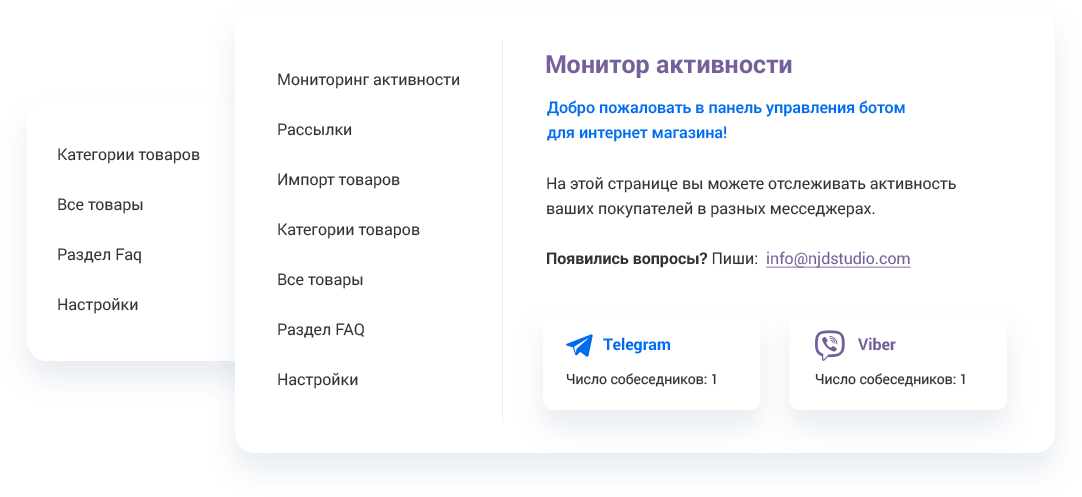 Категории товаров
Все товары
Раздел Faq
Настройки
Мониторинг активности
Рассылки
Импорт товаров
Категории товаров
Все товары
Раздел FAQ
Настройки
Монитор активности
Добро пожаловать в панель управления ботом
для интернет магазина!
На этой странице вы можете отслеживать активность
ваших покупателей в разных месседжерах.
Появились вопросы? Пиши: info@njdstudio.com
Telegram
Число собеседников: 1
Viber
Число собеседников: 1